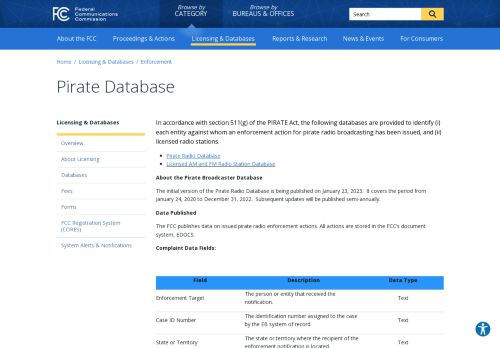 FCC
Federal
Communications
Commission
Browse by
CATEGORY
Browse by
BUREAUS & OFFICES
Search
About the FCC
Proceedings & Actions
Licensing & Databases
Reports & Research
News & Events
For Consumers
Home / Licensing & Databases / Enforcement
Pirate Database
Licensing & Databases
Overview
About Licensing
Databases
Fees
Forms
FCC Registration System
(CORES)
System Alerts & Notifications
In accordance with section 511(g) of the PIRATE Act, the following databases are provided to identify (i)
each entity against whom an enforcement action for pirate radio broadcasting has been issued, and (ii)
licensed radio stations.
Pirate Radio Database
Licensed AM and FM Radio Station Database
About the Pirate Broadcaster Database
The initial version of the Pirate Radio Database is being published on January 23, 2023. It covers the period from
January 24, 2020 to December 31, 2022. Subsequent updates will be published semi-annually.
Data Published
The FCC publishes data on issued pirate radio enforcement actions. All actions are stored in the FCC's document
system, EDOCS.
Complaint Data Fields:
Field Description Data Type
Enforcement Target The person or entity that received the
notification. Text
Case ID Number The identification number assigned to the case
by the EB system of record. Text
State or Territory The state or territory where the recipient of the
enforcement notification is located. Text